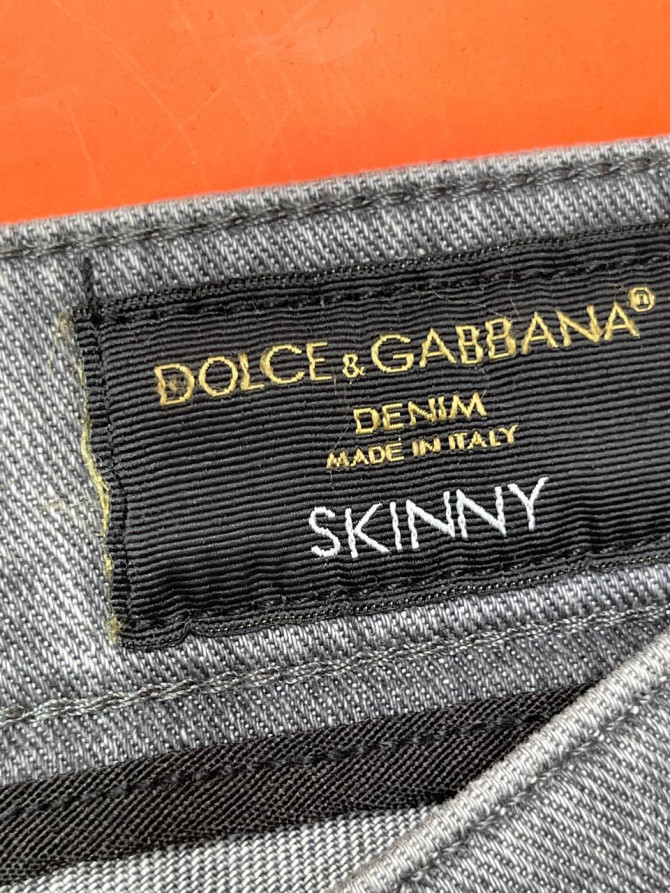 DOLCE & GABBANA®
DENIM
MADE IN ITALY
SKINNY